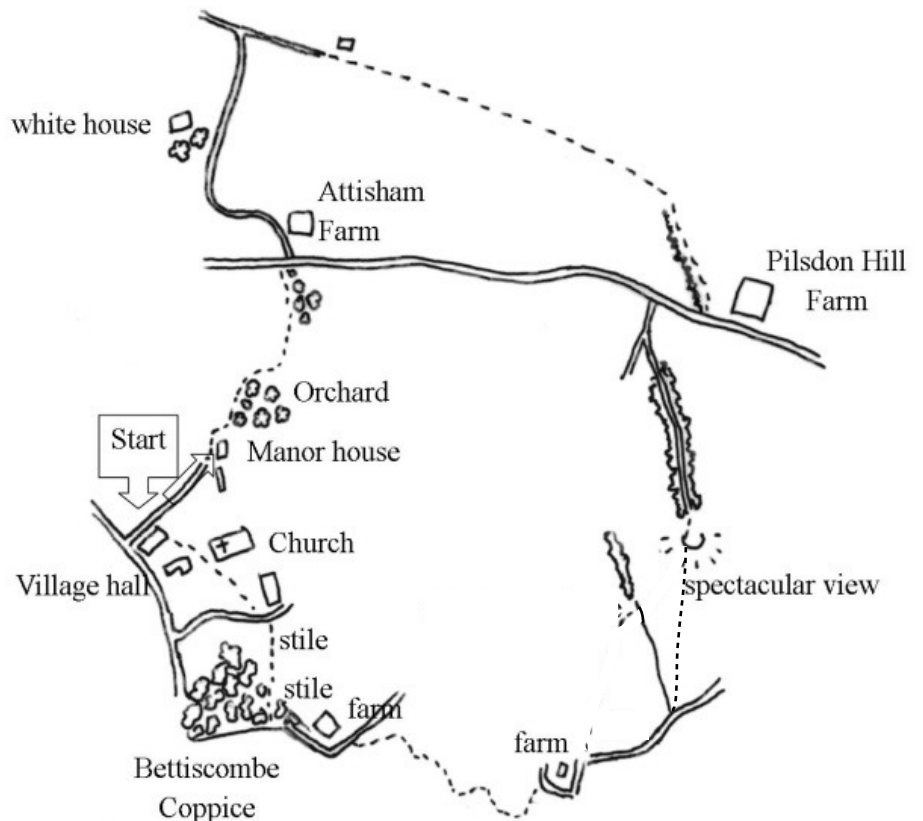 white house
Attisham
Farm
Pilsdon Hill
Farm
Orchard
Start
Manor house
Church
Village hall
spectacular view
stile
stile
farm
farm
Bettiscombe
Coppice